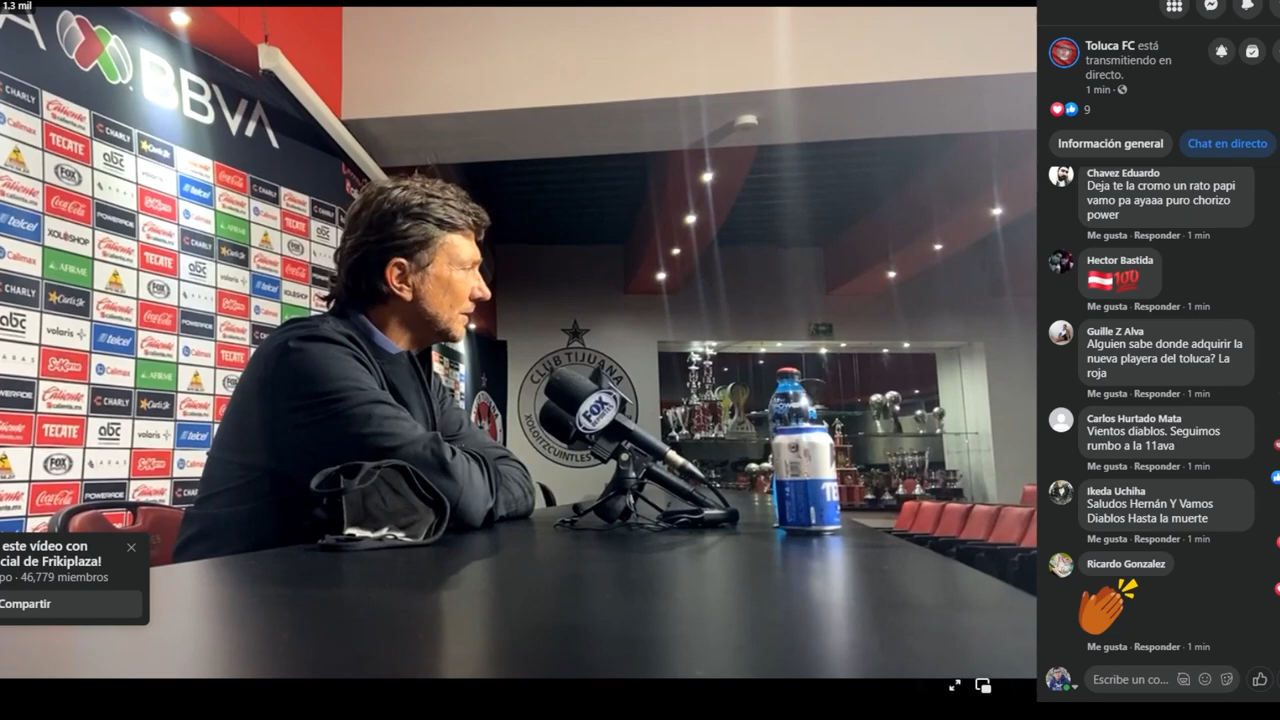 1.3 mil
BBVA
CHARLY
Caliente
TECATE
abc
Carl's Jr
Calimax
FOX
volaris
telcel
Coca-Cola
POWERADE
S-Mart
AFIRME
XOLOSHOP
CLUB TIJUANA
XOLOITZCUINTLES
FOX
SPORTS
este vídeo con
cial de Frikiplaza!
po · 46,779 miembros
Compartir
Toluca FC está
transmitiendo en
directo.
1 min ·
9
Información general
Chat en directo
Chavez Eduardo
Deja te la cromo un rato papi
vamo pa ayaaa puro chorizo
power
Me gusta · Responder · 1 min
Hector Bastida
💯
Me gusta · Responder · 1 min
Guille Z Alva
Alguien sabe donde adquirir la
nueva playera del toluca? La
roja
Me gusta · Responder · 1 min
Carlos Hurtado Mata
Vientos diablos. Seguimos
rumbo a la 11ava
Me gusta · Responder · 1 min
Ikeda Uchiha
Saludos Hernán Y Vamos
Diablos Hasta la muerte
Me gusta · Responder · 1 min
Ricardo Gonzalez
Me gusta · Responder · 1 min
Escribe un co...